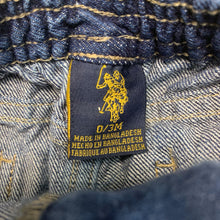 0/3M
MADE IN BANGLADESH
HECHO EN BANGLADESH
FABRIQUÉ AU BANGLADESH